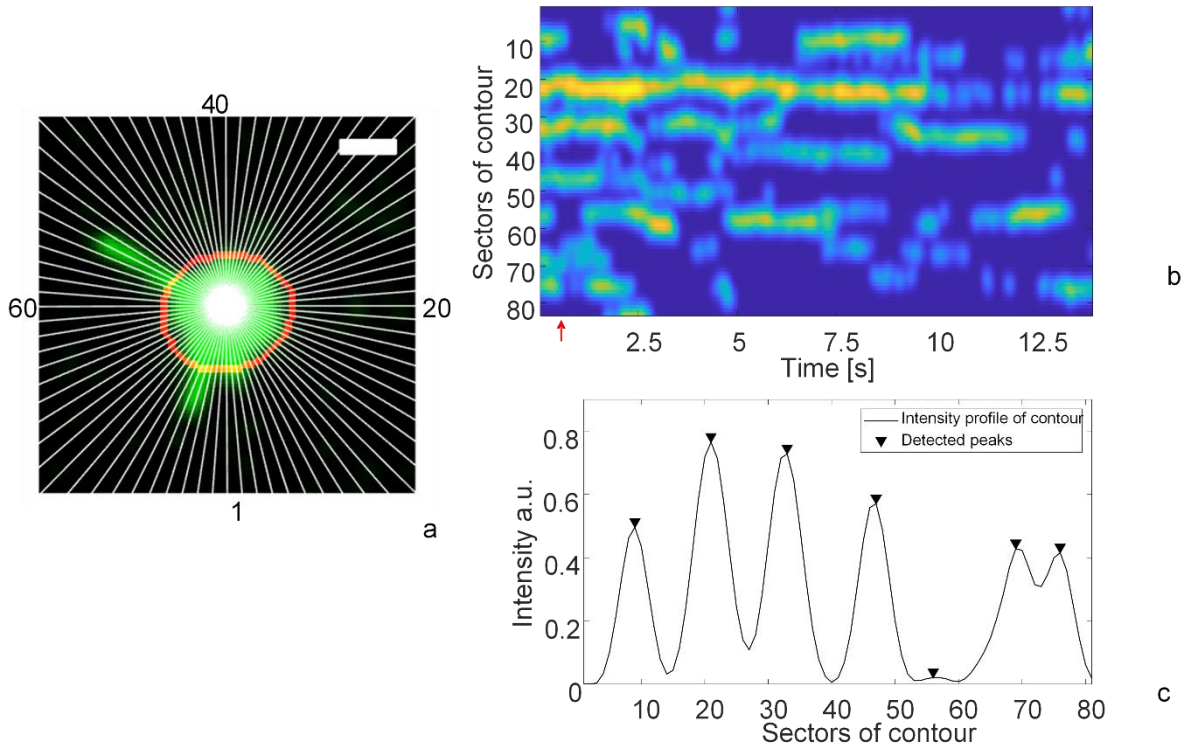 40
60
20
1
a
10
20
30
40
50
60
70
80
Sectors of contour
2.5 5 7.5 10 12.5
Time [s]
b
Intensity profile of contour
Detected peaks
0.8
0.6
0.4
0.2
0
Intensity a.u.
10 20 30 40 50 60 70 80
Sectors of contour
c